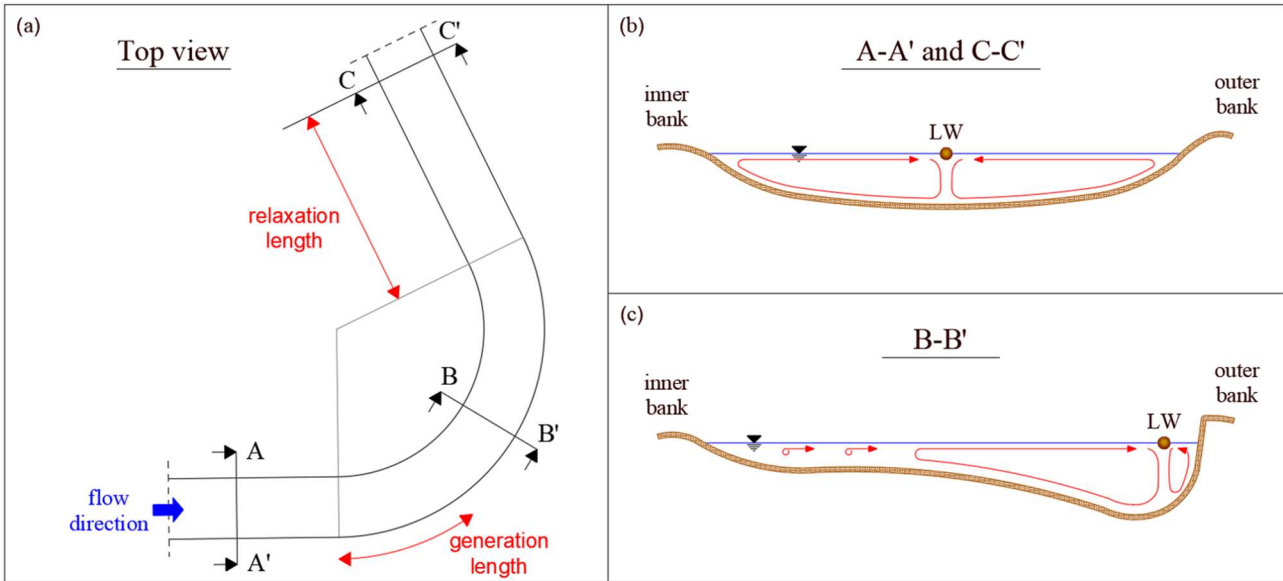 (a)
Top view
C'
C
relaxation
length
B
B'
A
flow
direction
generation
length
A'
(b)
A-A' and C-C'
inner
bank
outer
bank
LW
(c)
B-B'
inner
bank
outer
bank
LW